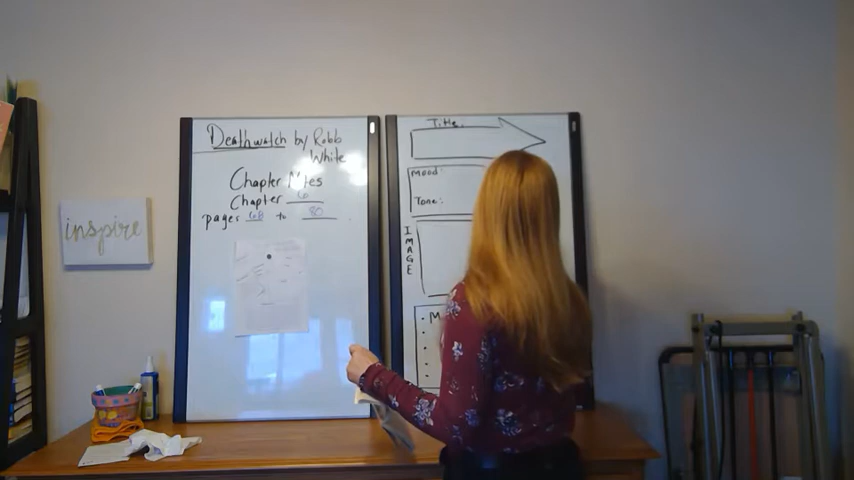 inspire
Deathwatch by Robb
White
Chapter Notes
Chapter 6
pages 68 to 80
Title:
Mood:
Tone:
IMAGE